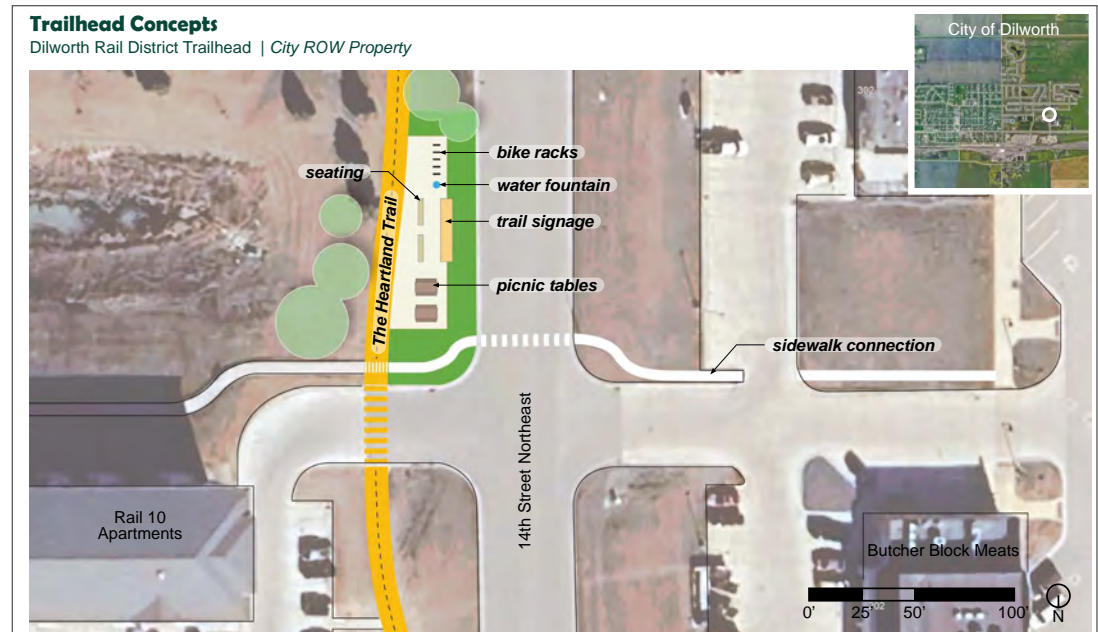 Trailhead Concepts
Dilworth Rail District Trailhead | City ROW Property
City of Dilworth
302
bike racks
seating
water fountain
The Heartland Trail
trail signage
picnic tables
sidewalk connection
14th Street Northeast
Rail 10
Apartments
Butcher Block Meats
0' 25' 50' 100'
N